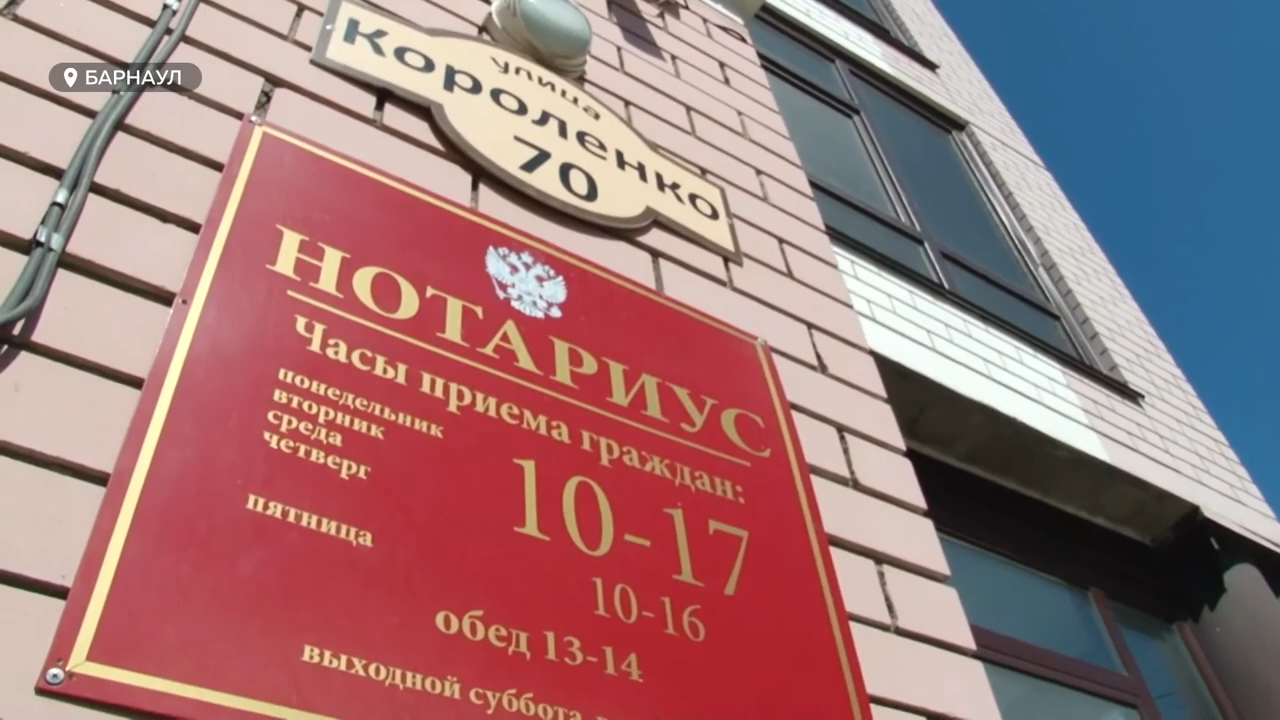 БАРНАУЛ
улица
Короленко
70
НОТАРИУС
Часы приема граждан:
понедельник
вторник
среда
четверг
10-17
пятница
10-16
обед 13-14
выходной суббота